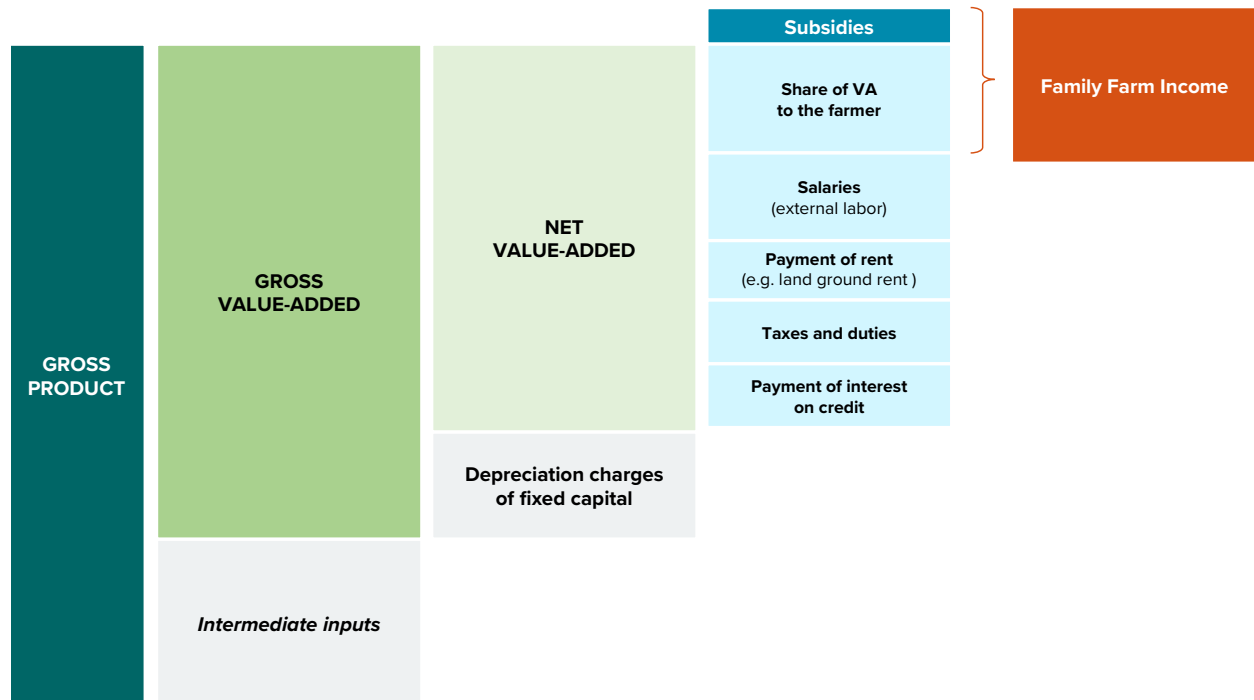 GROSS
PRODUCT
GROSS
VALUE-ADDED
Intermediate inputs
NET
VALUE-ADDED
Depreciation charges
of fixed capital
Subsidies
Share of VA
to the farmer
Salaries
(external labor)
Payment of rent
(e.g. land ground rent )
Taxes and duties
Payment of interest
on credit
Family Farm Income